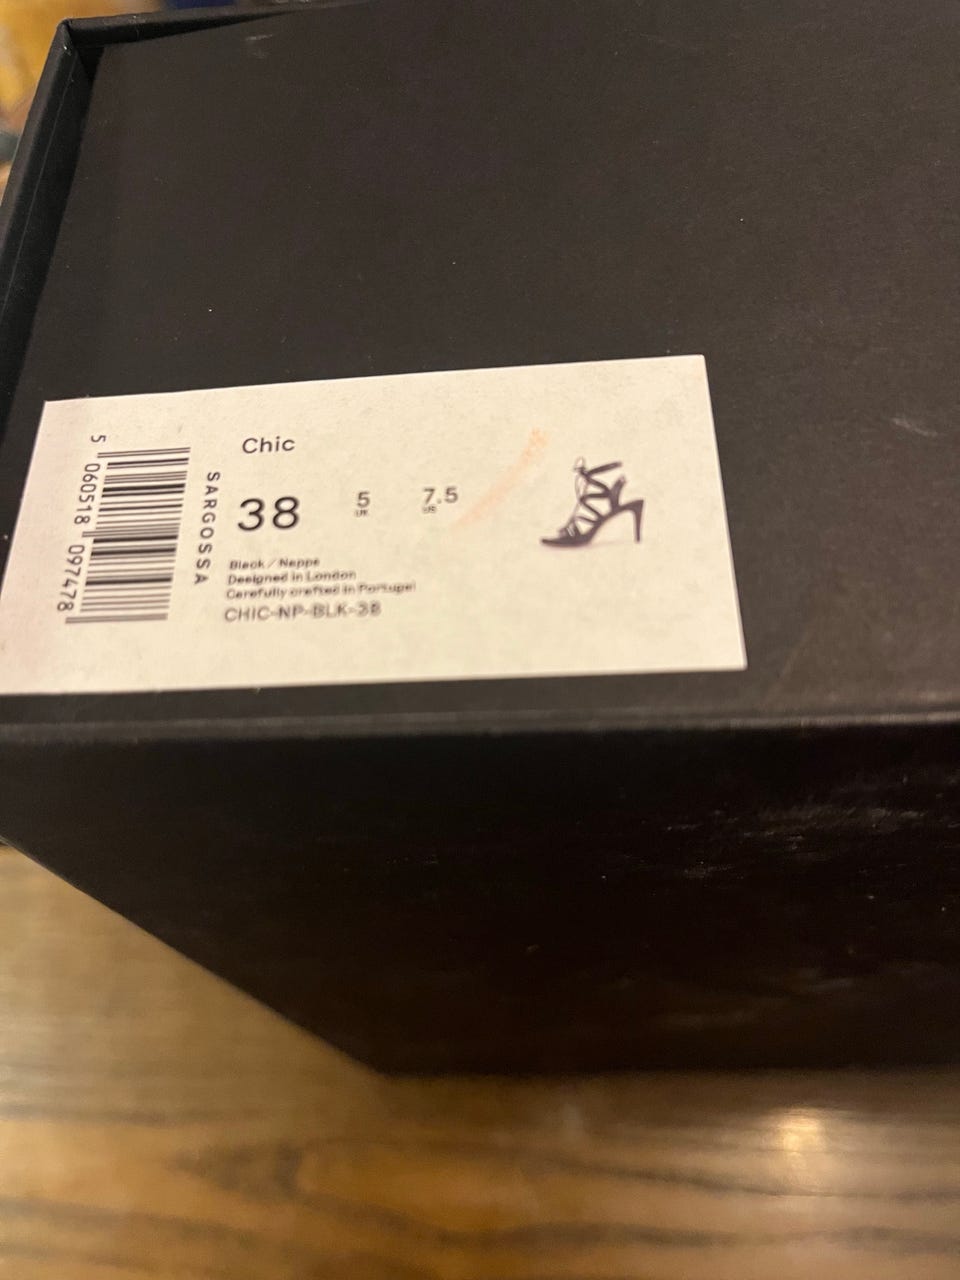 Chic
38
5
UK
7.5
US
Black / Nappa
Designed in London
Carefully crafted in Portugal
CHIC-NP-BLK-38
SARGOSSA
5 060518 097478